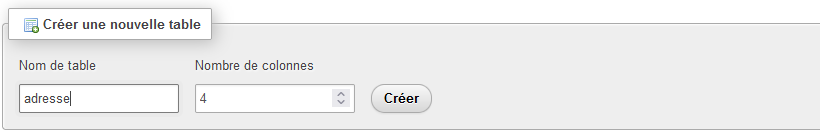 Créer une nouvelle table
Nom de table Nombre de colonnes
adresse 4 Créer